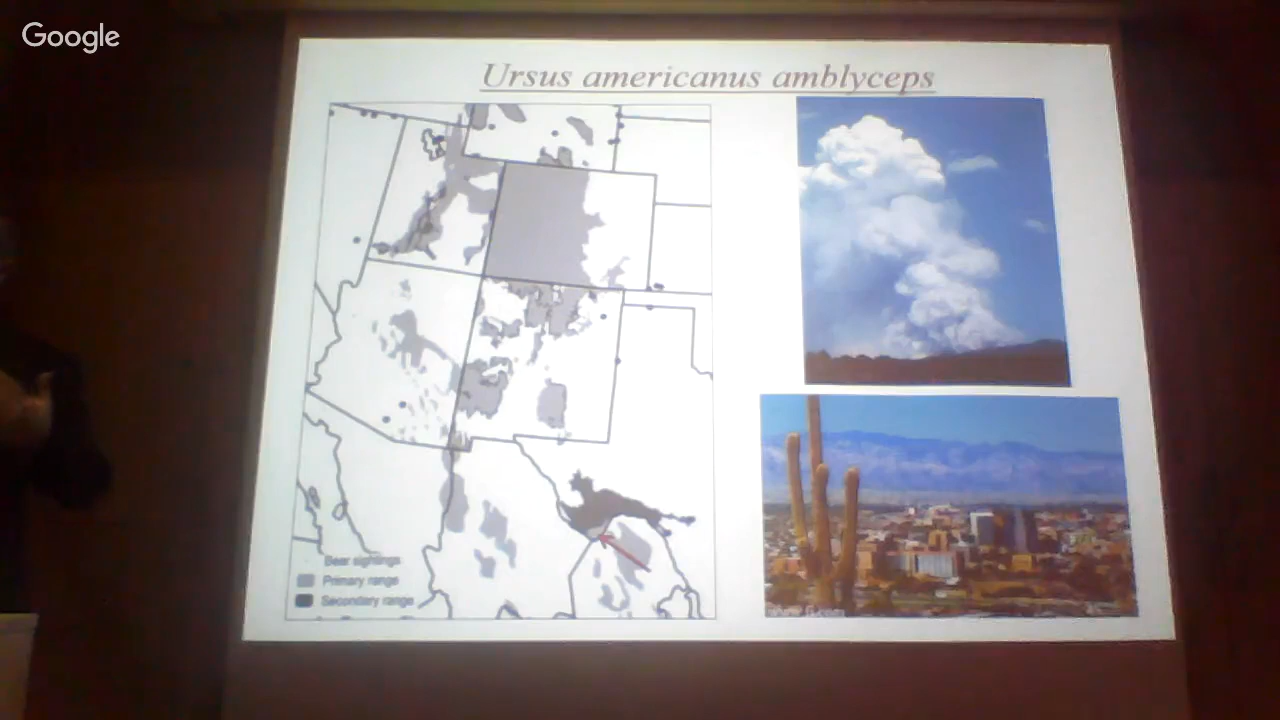 Google
Ursus americanus amblyceps
Bear sightings
Primary range
Secondary range